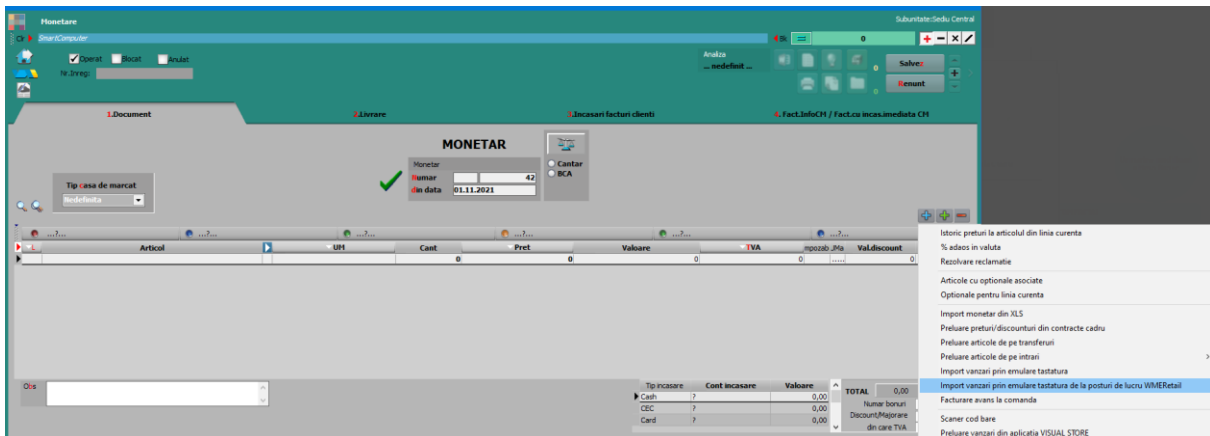 Monetare
Subunitate:Sediu Central
SmartComputer
0
Operat Blocat Anulat
Nr.Inreg:
Analiza
... nedefinit ...
0
0
Salvez
Renunt
1.Document
2.Livrare
3.Incasari facturi clienti
4. Fact.InfoCM / Fact.cu incas.imediata CM
MONETAR
Monetar
Numar 42
din data 01.11.2021
Cantar
BCA
Tip casa de marcat
Nedefinita
...?... ...?... ...?... ...?... ...?... ...?...
L Articol UM Cant Pret Valoare TVA mpozab JMa Val.discount
0 0 0 0 ..... 0
Istoric preturi la articolul din linia curenta
% adaos in valuta
Rezolvare reclamatie
Articole cu optionale asociate
Optionale pentru linia curenta
Import monetar din XLS
Preluare preturi/discounturi din contracte cadru
Preluare articole de pe transferuri
Preluare articole de pe intrari
Import vanzari prin emulare tastatura
Import vanzari prin emulare tastatura de la posturi de lucru WMERetail
Facturare avans la comanda
Scaner cod bare
Preluare vanzari din aplicatia VISUAL STORE
Obs
Tip incasare Cont incasare Valoare
Cash ? 0,00
CEC ? 0,00
Card ? 0,00
TOTAL 0,00
Numar bonuri
Discount/Majorare
din care TVA